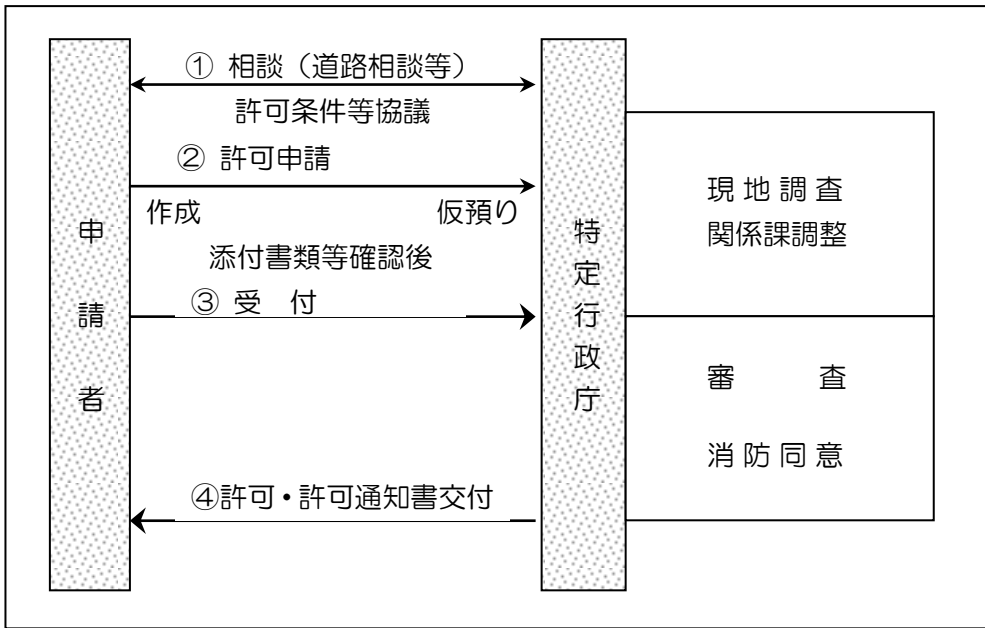 ① 相談（道路相談等）
許可条件等協議
② 許可申請
作成　仮預り
添付書類等確認後
③ 受　付
④許可・許可通知書交付
申請者
特定行政庁
現地調査
関係課調整
審　査
消防同意